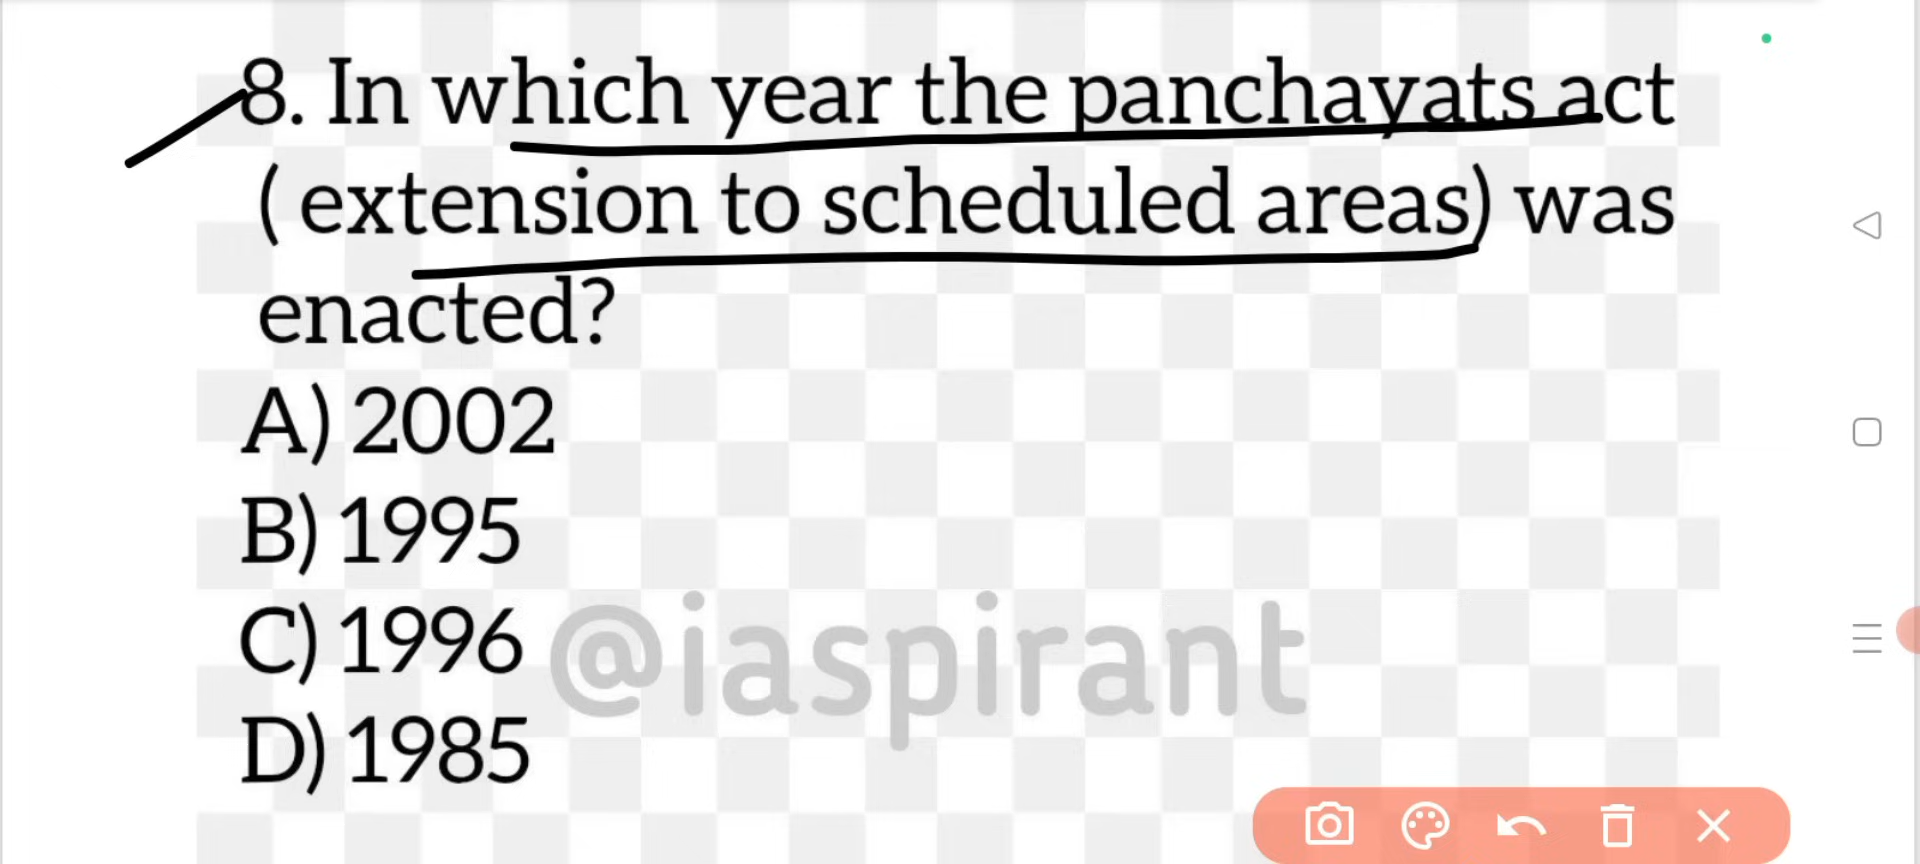 8. In which year the panchayats act
( extension to scheduled areas) was
enacted?
A) 2002
B) 1995
C) 1996
D) 1985
@iaspirant